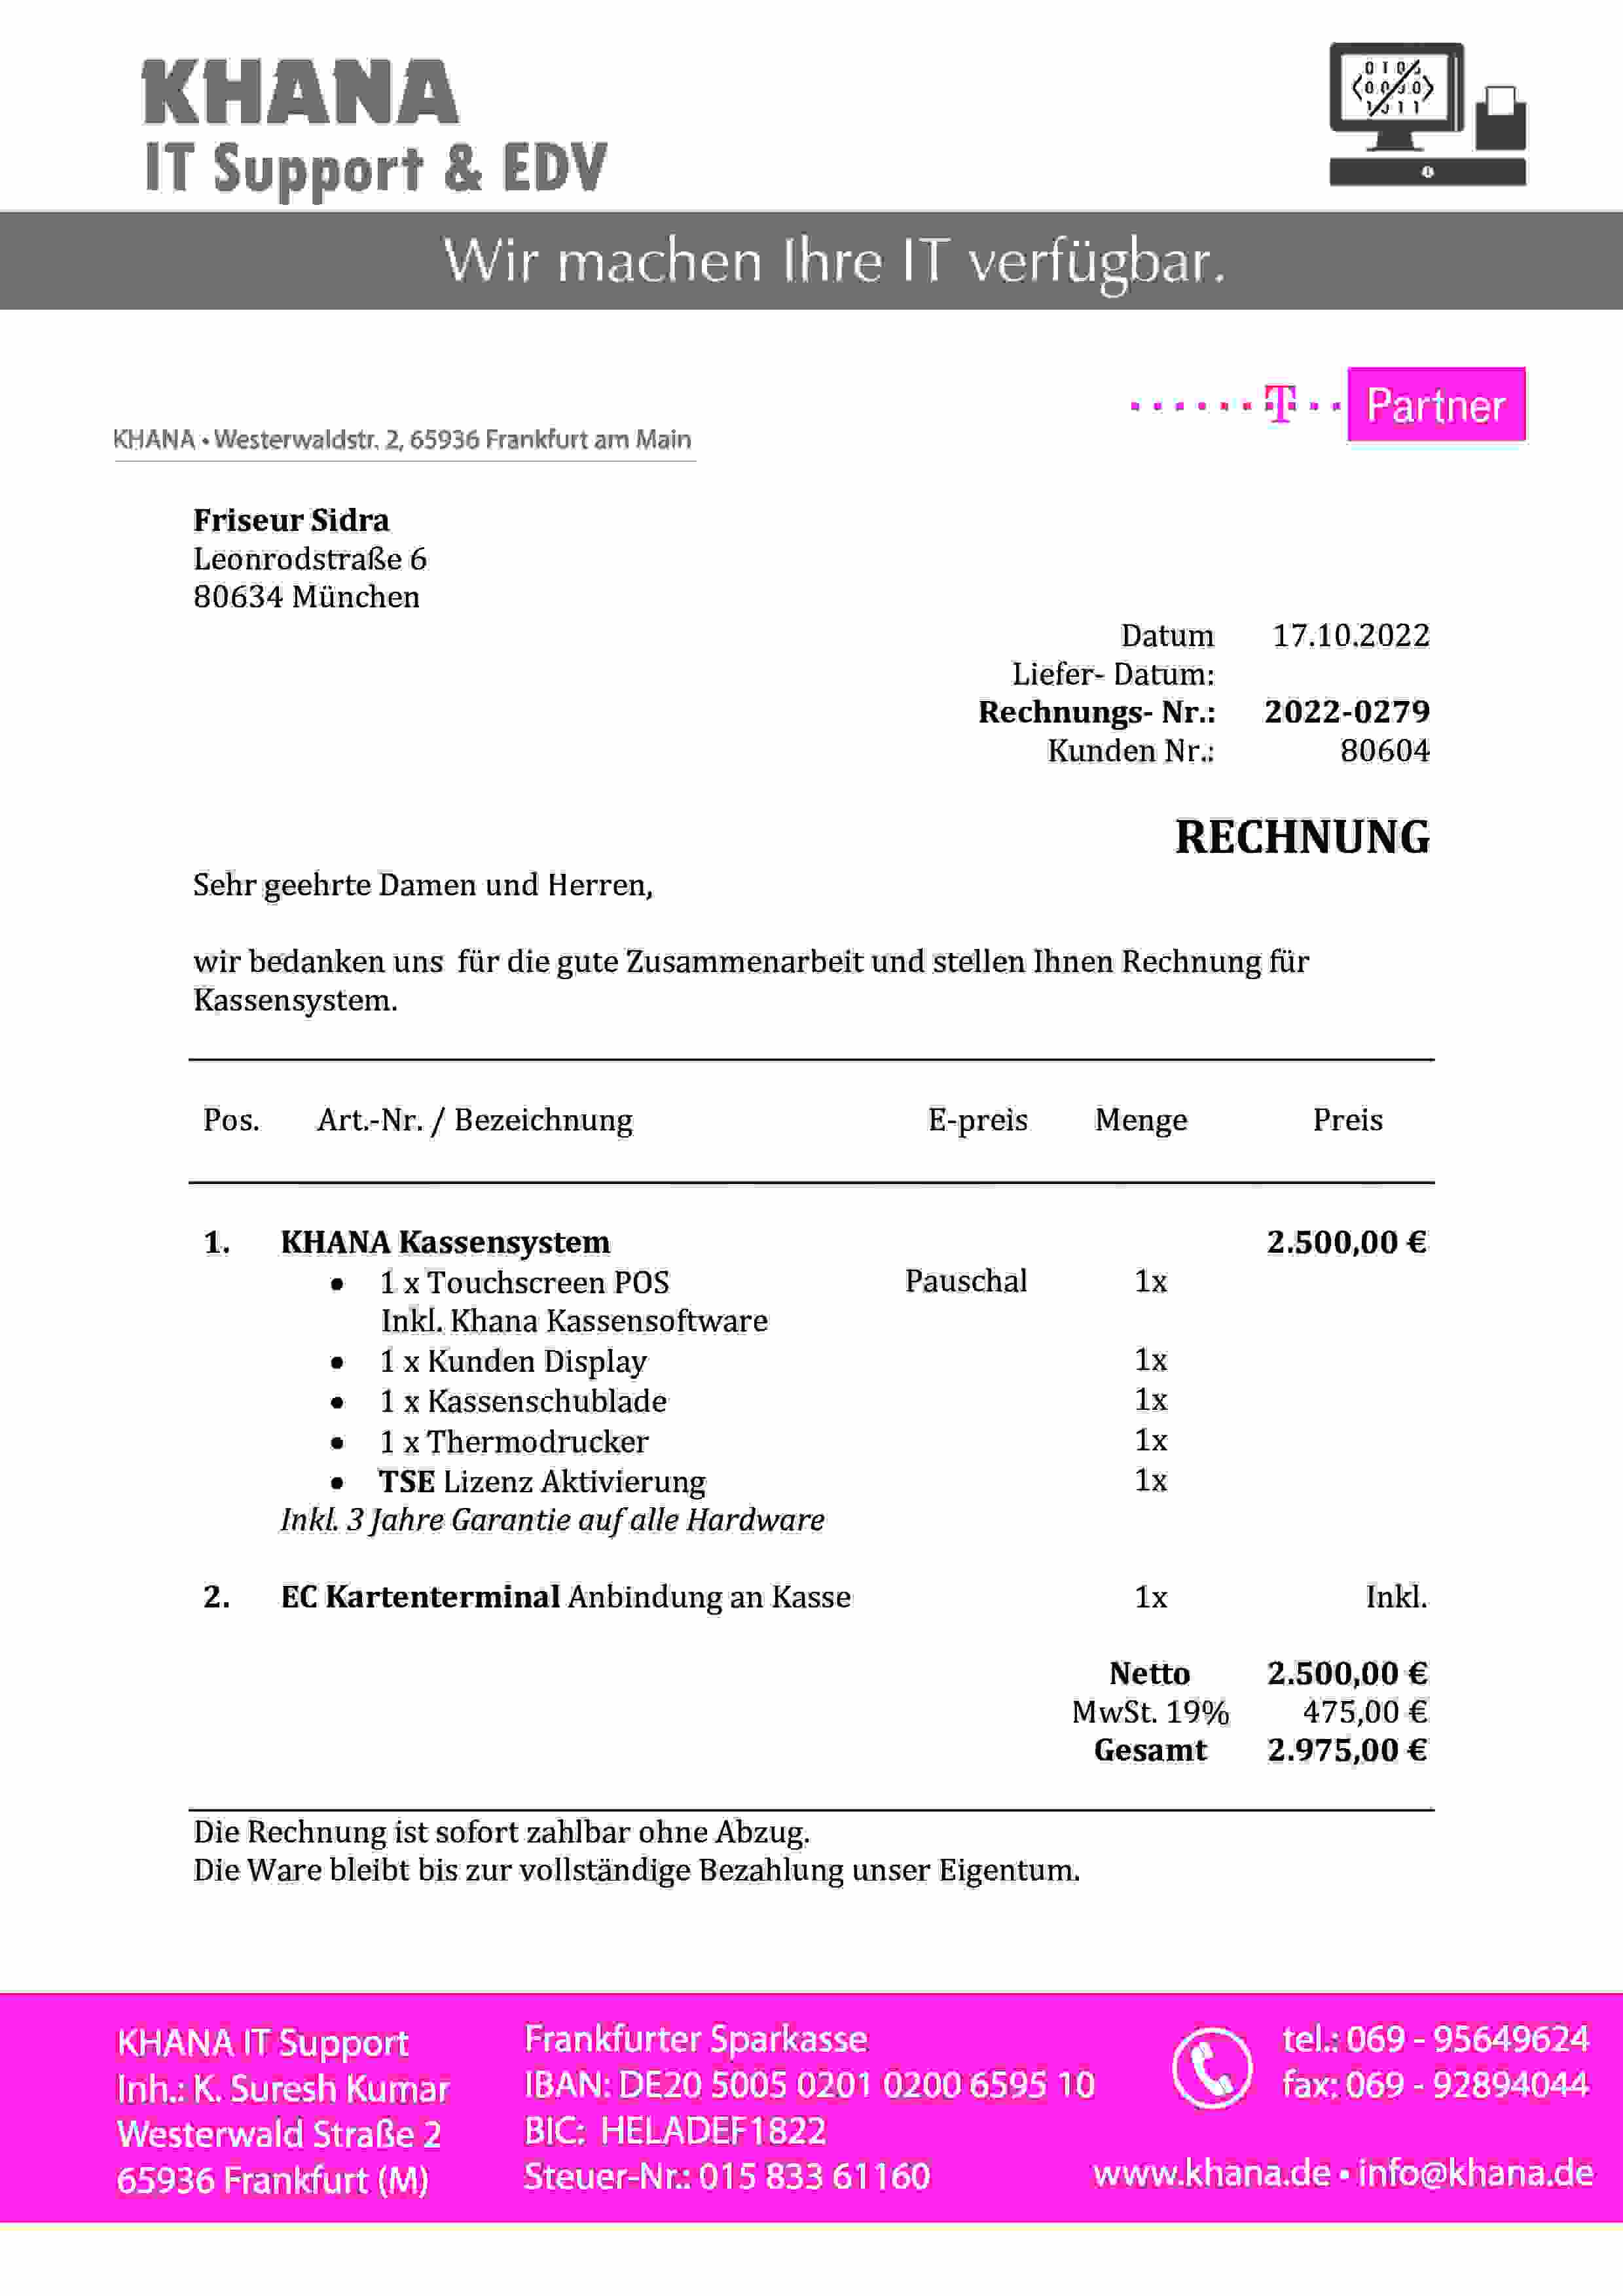 KHANA
IT Support & EDV
Wir machen Ihre IT verfügbar.
T Partner
KHANA • Westerwaldstr. 2, 65936 Frankfurt am Main
Friseur Sidra
Leonrodstraße 6
80634 München
Datum 17.10.2022
Liefer- Datum:
Rechnungs- Nr.: 2022-0279
Kunden Nr.: 80604
RECHNUNG
Sehr geehrte Damen und Herren,
wir bedanken uns für die gute Zusammenarbeit und stellen Ihnen Rechnung für
Kassensystem.
Pos. Art.-Nr. / Bezeichnung E-preis Menge Preis
1. KHANA Kassensystem 2.500,00 €
• 1 x Touchscreen POS Pauschal 1x
Inkl. Khana Kassensoftware
• 1 x Kunden Display 1x
• 1 x Kassenschublade 1x
• 1 x Thermodrucker 1x
• TSE Lizenz Aktivierung 1x
Inkl. 3 Jahre Garantie auf alle Hardware
2. EC Kartenterminal Anbindung an Kasse 1x Inkl.
Netto 2.500,00 €
MwSt. 19% 475,00 €
Gesamt 2.975,00 €
Die Rechnung ist sofort zahlbar ohne Abzug.
Die Ware bleibt bis zur vollständige Bezahlung unser Eigentum.
KHANA IT Support
Inh.: K. Suresh Kumar
Westerwald Straße 2
65936 Frankfurt (M)
Frankfurter Sparkasse
IBAN: DE20 5005 0201 0200 6595 10
BIC: HELADEF1822
Steuer-Nr.: 015 833 61160
tel.: 069 - 95649624
fax: 069 - 92894044
www.khana.de • info@khana.de